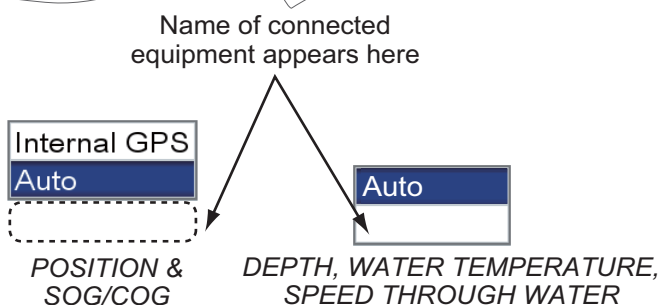 Name of connected
equipment appears here
Internal GPS
Auto
Auto
POSITION &
SOG/COG
DEPTH, WATER TEMPERATURE,
SPEED THROUGH WATER